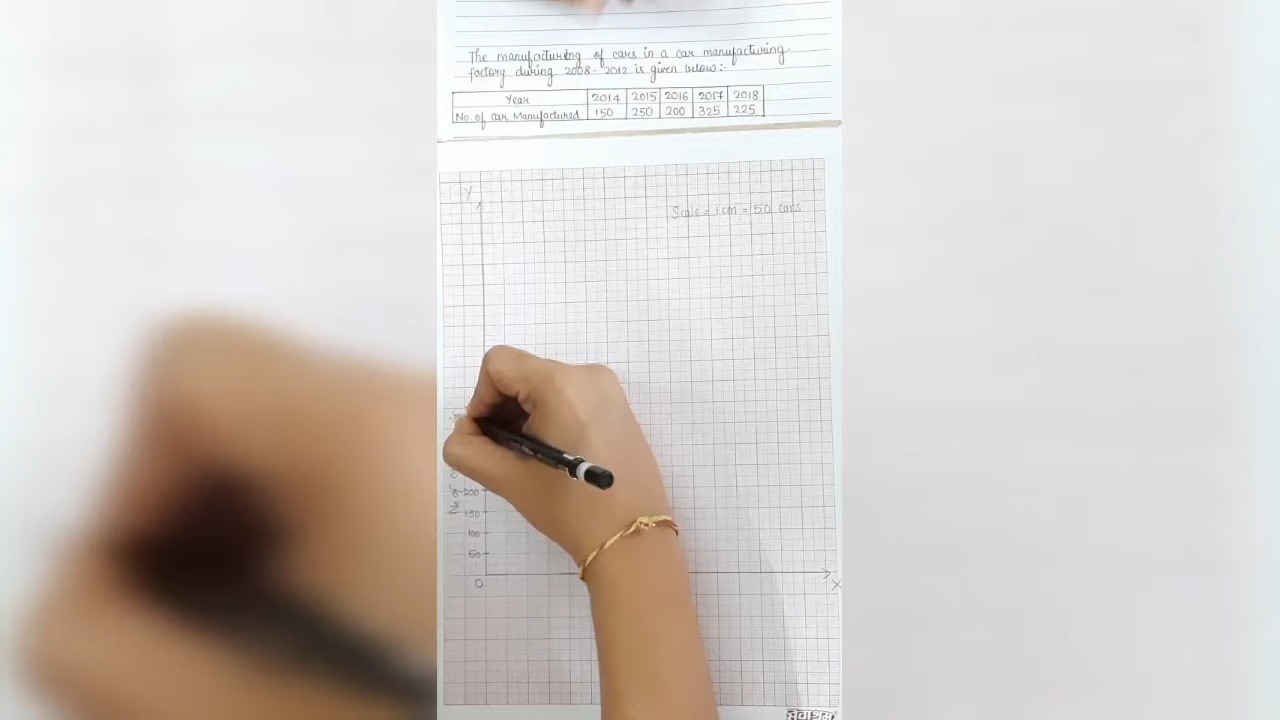 The manufactureing of cars in a car manufacturing
factory during 2008-2012 is given below:-
Year 2014 2015 2016 2017 2018
No. of car Manufactured 150 250 200 325 225
Y
Scale = 1 cm = 50 cars
200
150
100
50
0
X